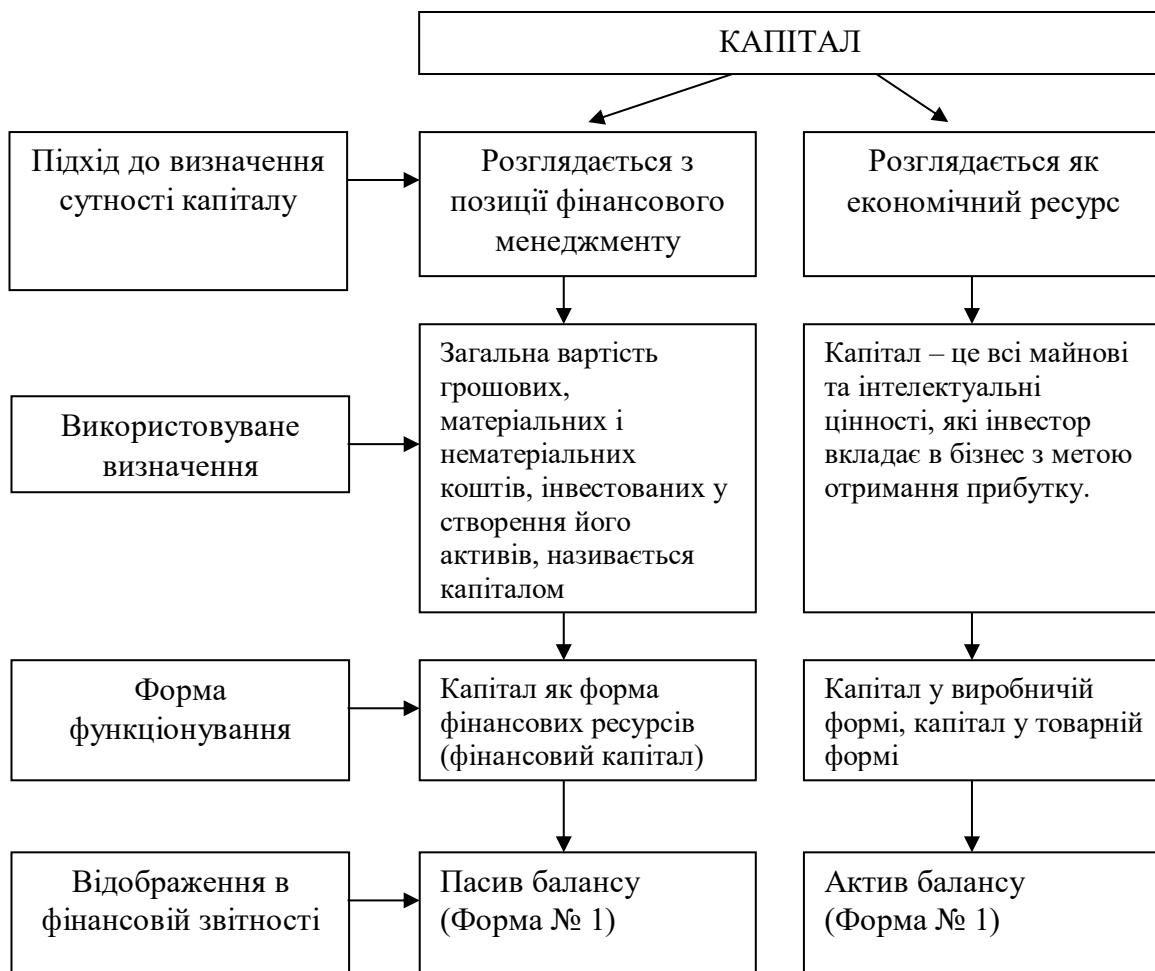 КАПІТАЛ
Підхід до визначення
сутності капіталу
Розглядається з
позиції фінансового
менеджменту
Розглядається як
економічний ресурс
Використовуване
визначення
Загальна вартість
грошових,
матеріальних і
нематеріальних
коштів, інвестованих у
створення його
активів, називається
капіталом
Капітал – це всі майнові
та інтелектуальні
цінності, які інвестор
вкладає в бізнес з метою
отримання прибутку.
Форма
функціонування
Капітал як форма
фінансових ресурсів
(фінансовий капітал)
Капітал у виробничій
формі, капітал у товарній
формі
Відображення в
фінансовій звітності
Пасив балансу
(Форма № 1)
Актив балансу
(Форма № 1)